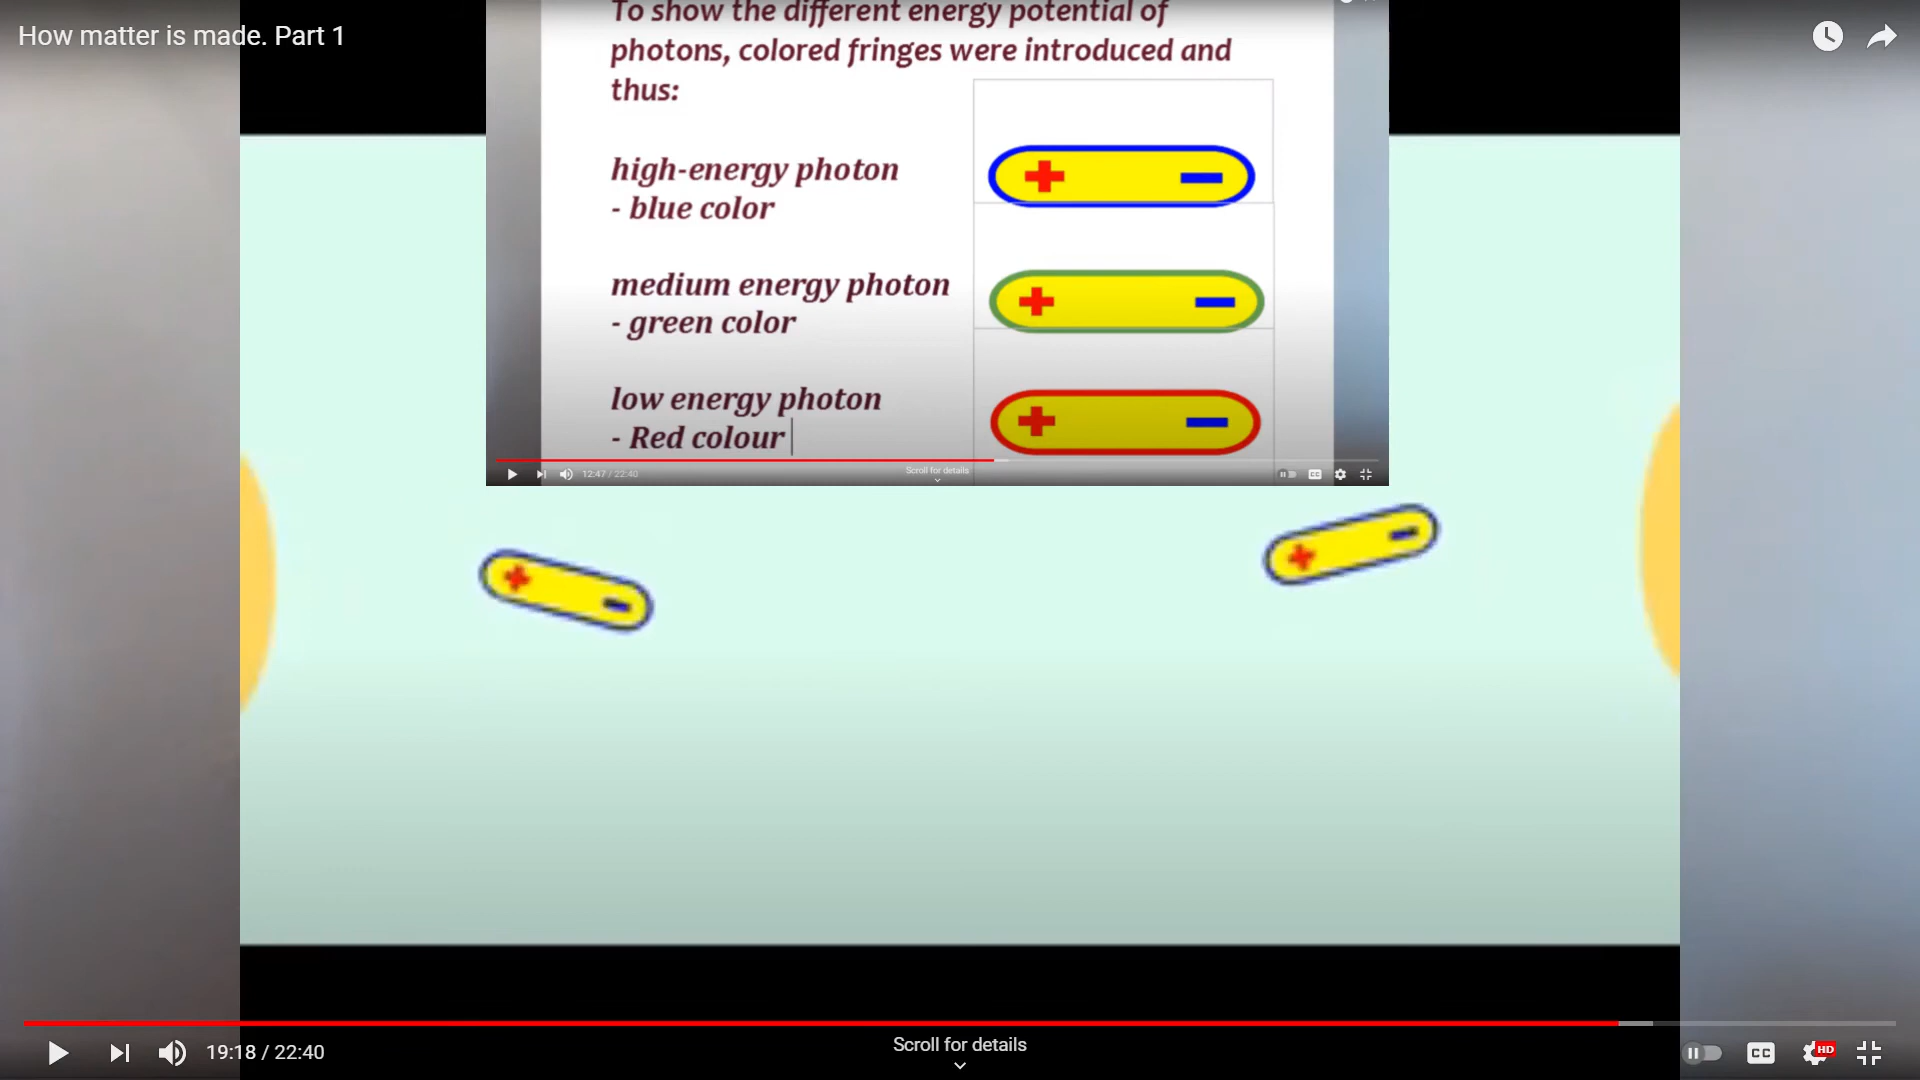 How matter is made. Part 1
To show the different energy potential of
photons, colored fringes were introduced and
thus:
high-energy photon
- blue color
medium energy photon
- green color
low energy photon
- Red colour
12:47 / 22:40
Scroll for details
CC
19:18 / 22:40
Scroll for details
CC
HD